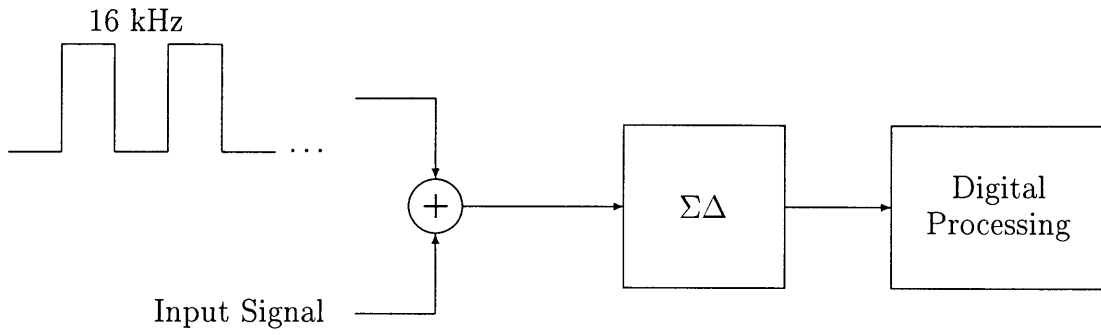 16 kHz
...
+
ΣΔ
Digital
Processing
Input Signal